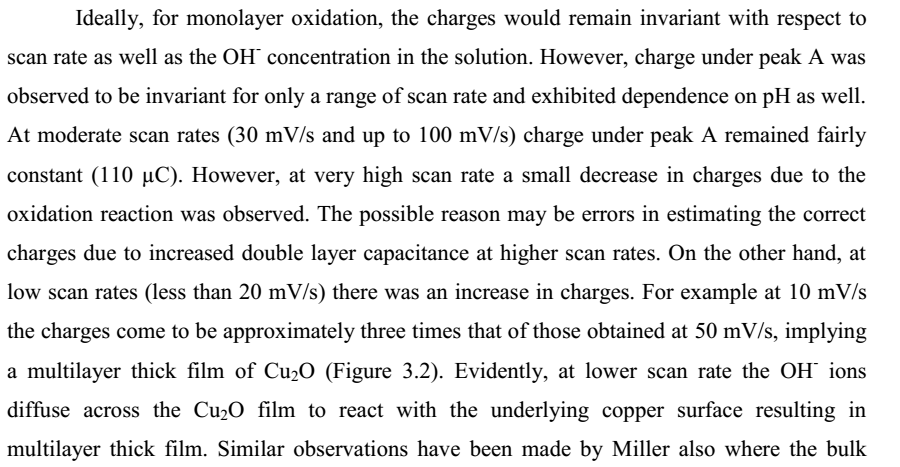 Ideally, for monolayer oxidation, the charges would remain invariant with respect to
scan rate as well as the OH⁻ concentration in the solution. However, charge under peak A was
observed to be invariant for only a range of scan rate and exhibited dependence on pH as well.
At moderate scan rates (30 mV/s and up to 100 mV/s) charge under peak A remained fairly
constant (110 μC). However, at very high scan rate a small decrease in charges due to the
oxidation reaction was observed. The possible reason may be errors in estimating the correct
charges due to increased double layer capacitance at higher scan rates. On the other hand, at
low scan rates (less than 20 mV/s) there was an increase in charges. For example at 10 mV/s
the charges come to be approximately three times that of those obtained at 50 mV/s, implying
a multilayer thick film of Cu₂O (Figure 3.2). Evidently, at lower scan rate the OH⁻ ions
diffuse across the Cu₂O film to react with the underlying copper surface resulting in
multilayer thick film. Similar observations have been made by Miller also where the bulk